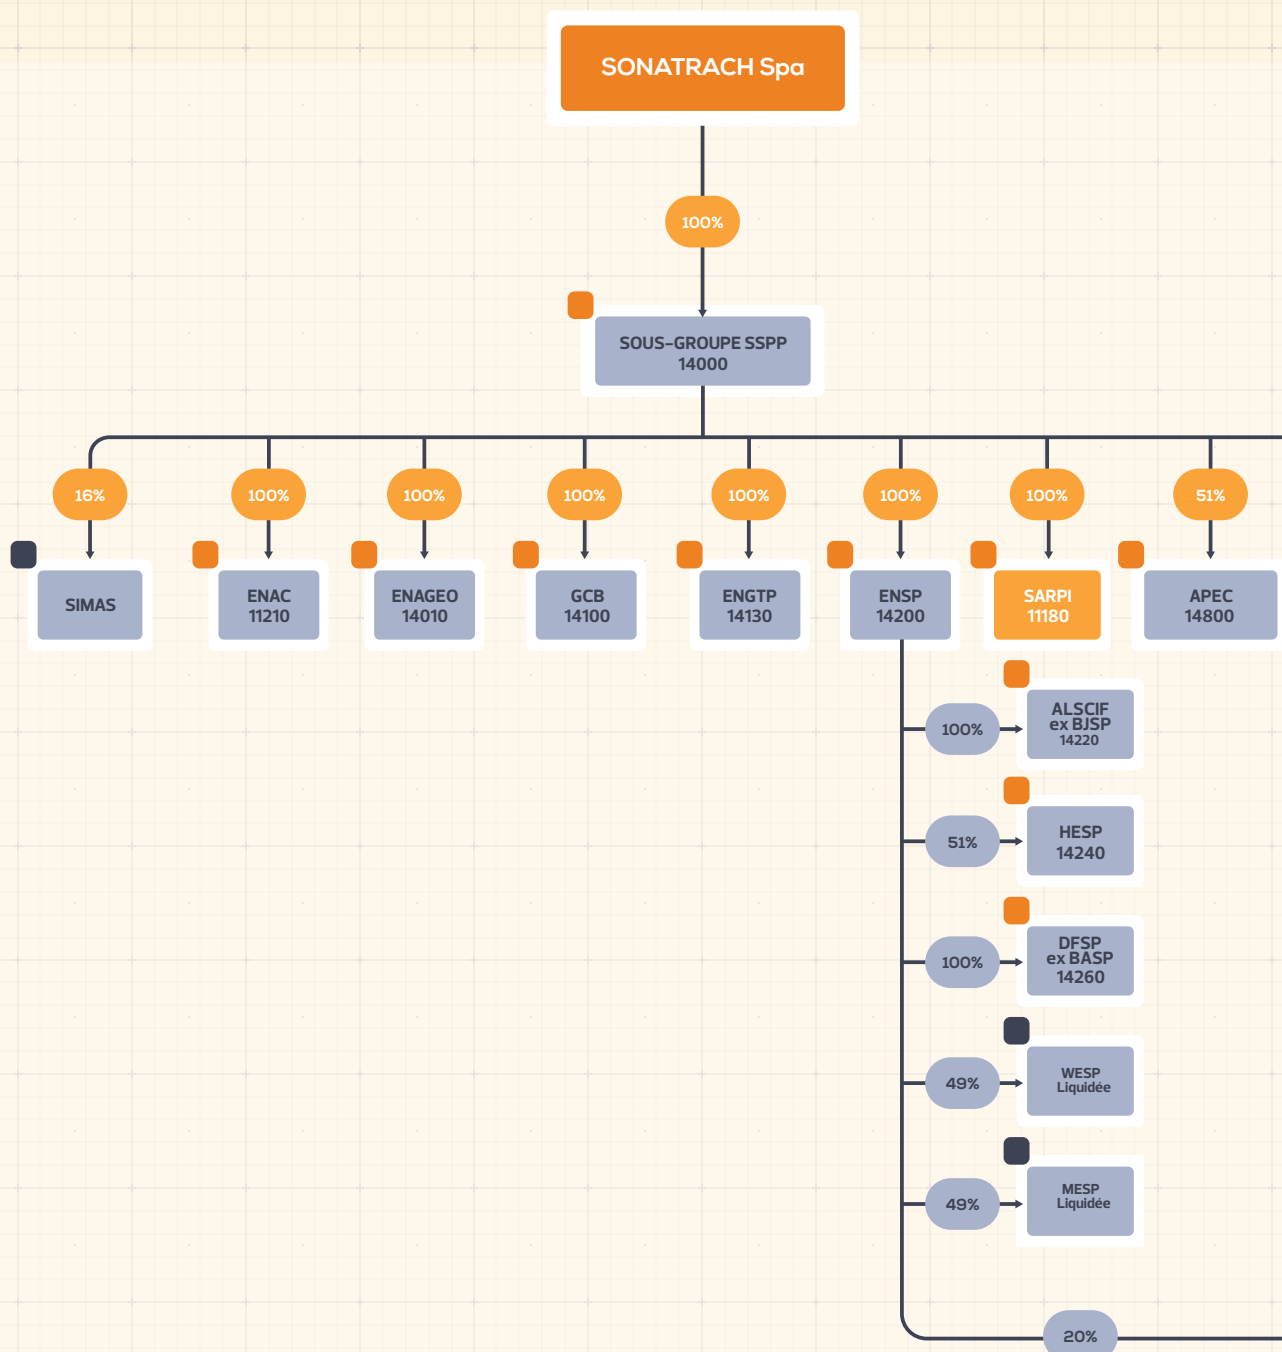 SONATRACH Spa
100%
SOUS-GROUPE SSPP
14000
16%
100%
100%
100%
100%
100%
100%
51%
SIMAS
ENAC
11210
ENAGEO
14010
GCB
14100
ENGTP
14130
ENSP
14200
SARPI
11180
APEC
14800
100%
ALSCIF
ex BJSP
14220
51%
HESP
14240
100%
DFSP
ex BASP
14260
49%
WESP
Liquidée
49%
MESP
Liquidée
20%